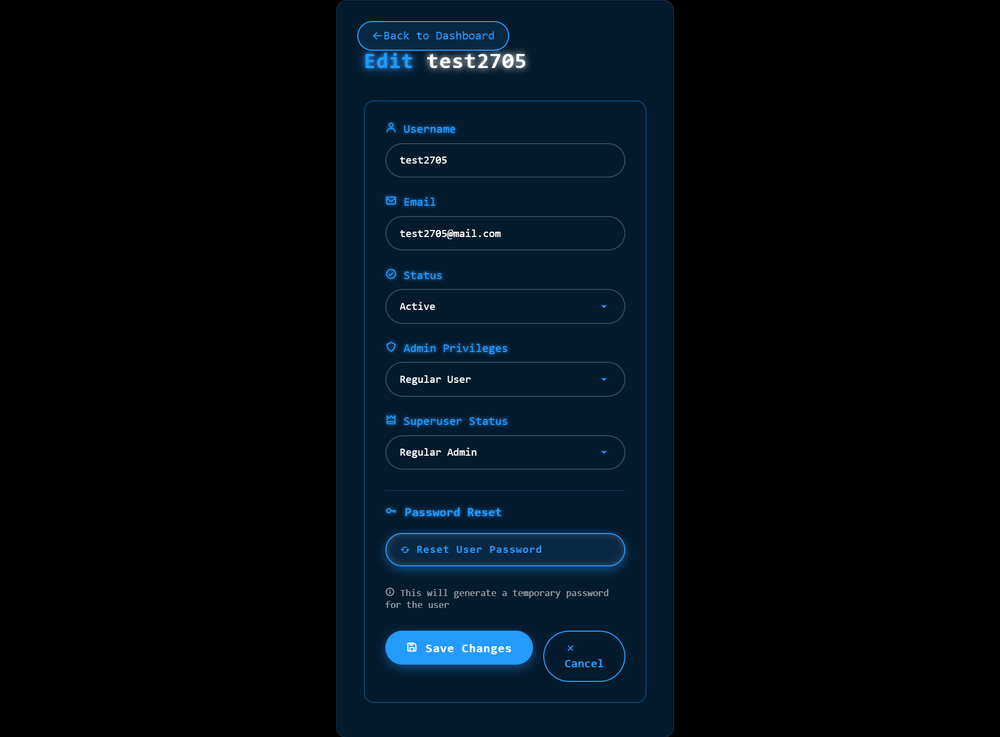 ←Back to Dashboard
Edit test2705
Username
test2705
Email
test2705@mail.com
Status
Active
Admin Privileges
Regular User
Superuser Status
Regular Admin
Password Reset
Reset User Password
This will generate a temporary password
for the user
Save Changes
×
Cancel